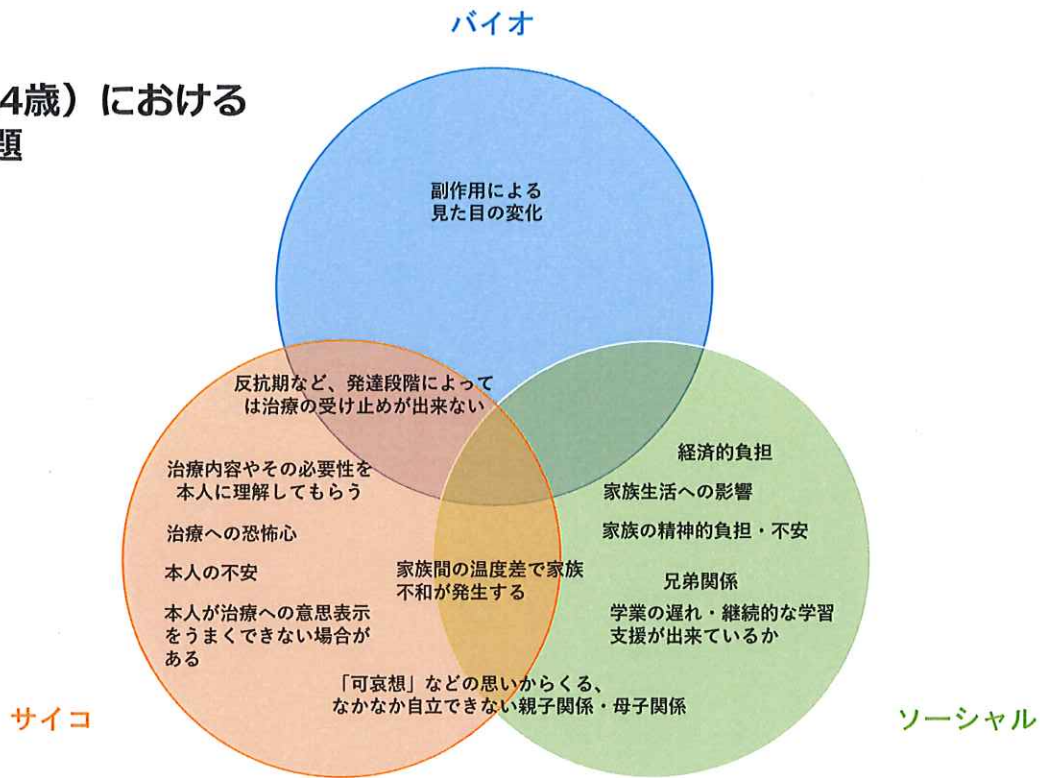 バイオ
4歳）における
題
副作用による
見た目の変化
反抗期など、発達段階によって
は治療の受け止めが出来ない
治療内容やその必要性を
本人に理解してもらう
治療への恐怖心
本人の不安
本人が治療への意思表示
をうまくできない場合が
ある
家族間の温度差で家族
不和が発生する
経済的負担
家族生活への影響
家族の精神的負担・不安
兄弟関係
学業の遅れ・継続的な学習
支援が出来ているか
「可哀想」などの思いからくる、
なかなか自立できない親子関係・母子関係
サイコ
ソーシャル